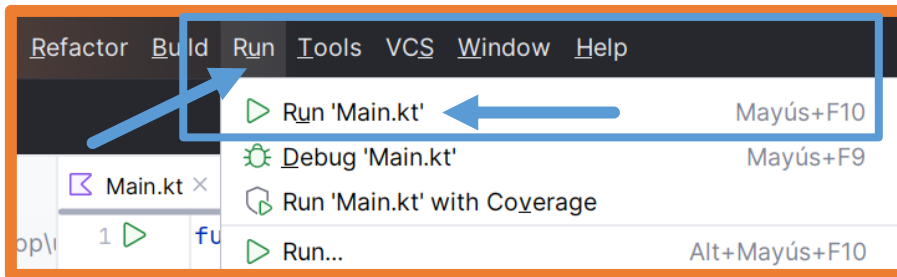 Refactor Build Run Tools VCS Window Help
Run 'Main.kt' Mayús+F10
Debug 'Main.kt' Mayús+F9
Main.kt
Run 'Main.kt' with Coverage
op\
1 fu
Run... Alt+Mayús+F10